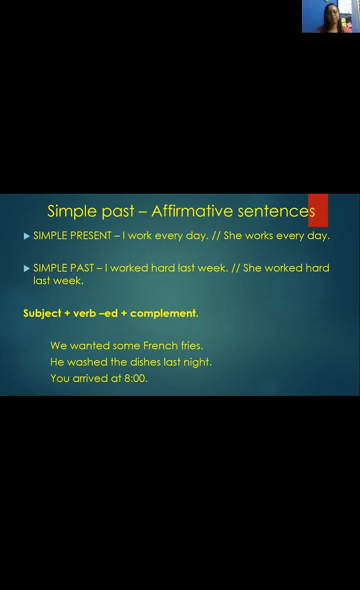 Simple past – Affirmative sentences
SIMPLE PRESENT – I work every day. // She works every day.
SIMPLE PAST – I worked hard last week. // She worked hard
last week.
Subject + verb –ed + complement.
We wanted some French fries.
He washed the dishes last night.
You arrived at 8:00.